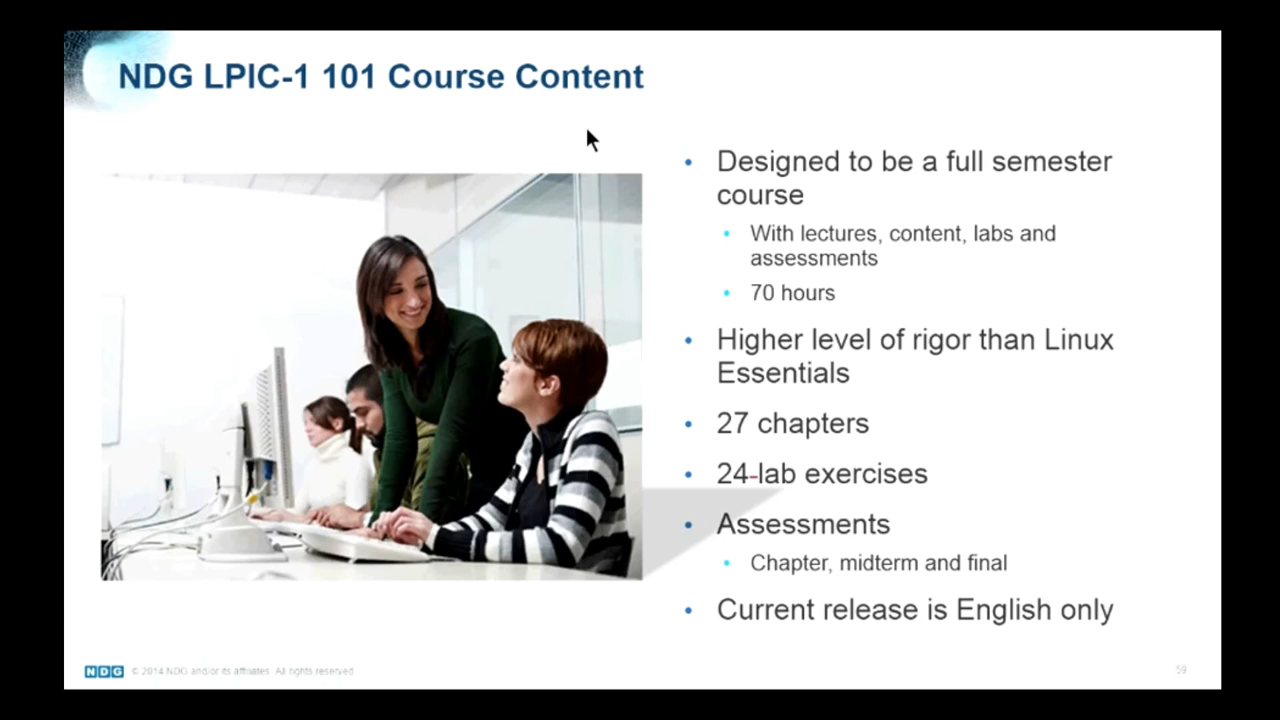 NDG LPIC-1 101 Course Content
• Designed to be a full semester
course
• With lectures, content, labs and
assessments
• 70 hours
• Higher level of rigor than Linux
Essentials
• 27 chapters
• 24-lab exercises
• Assessments
• Chapter, midterm and final
• Current release is English only
NDG © 2014 NDG and/or its affiliates. All rights reserved
59